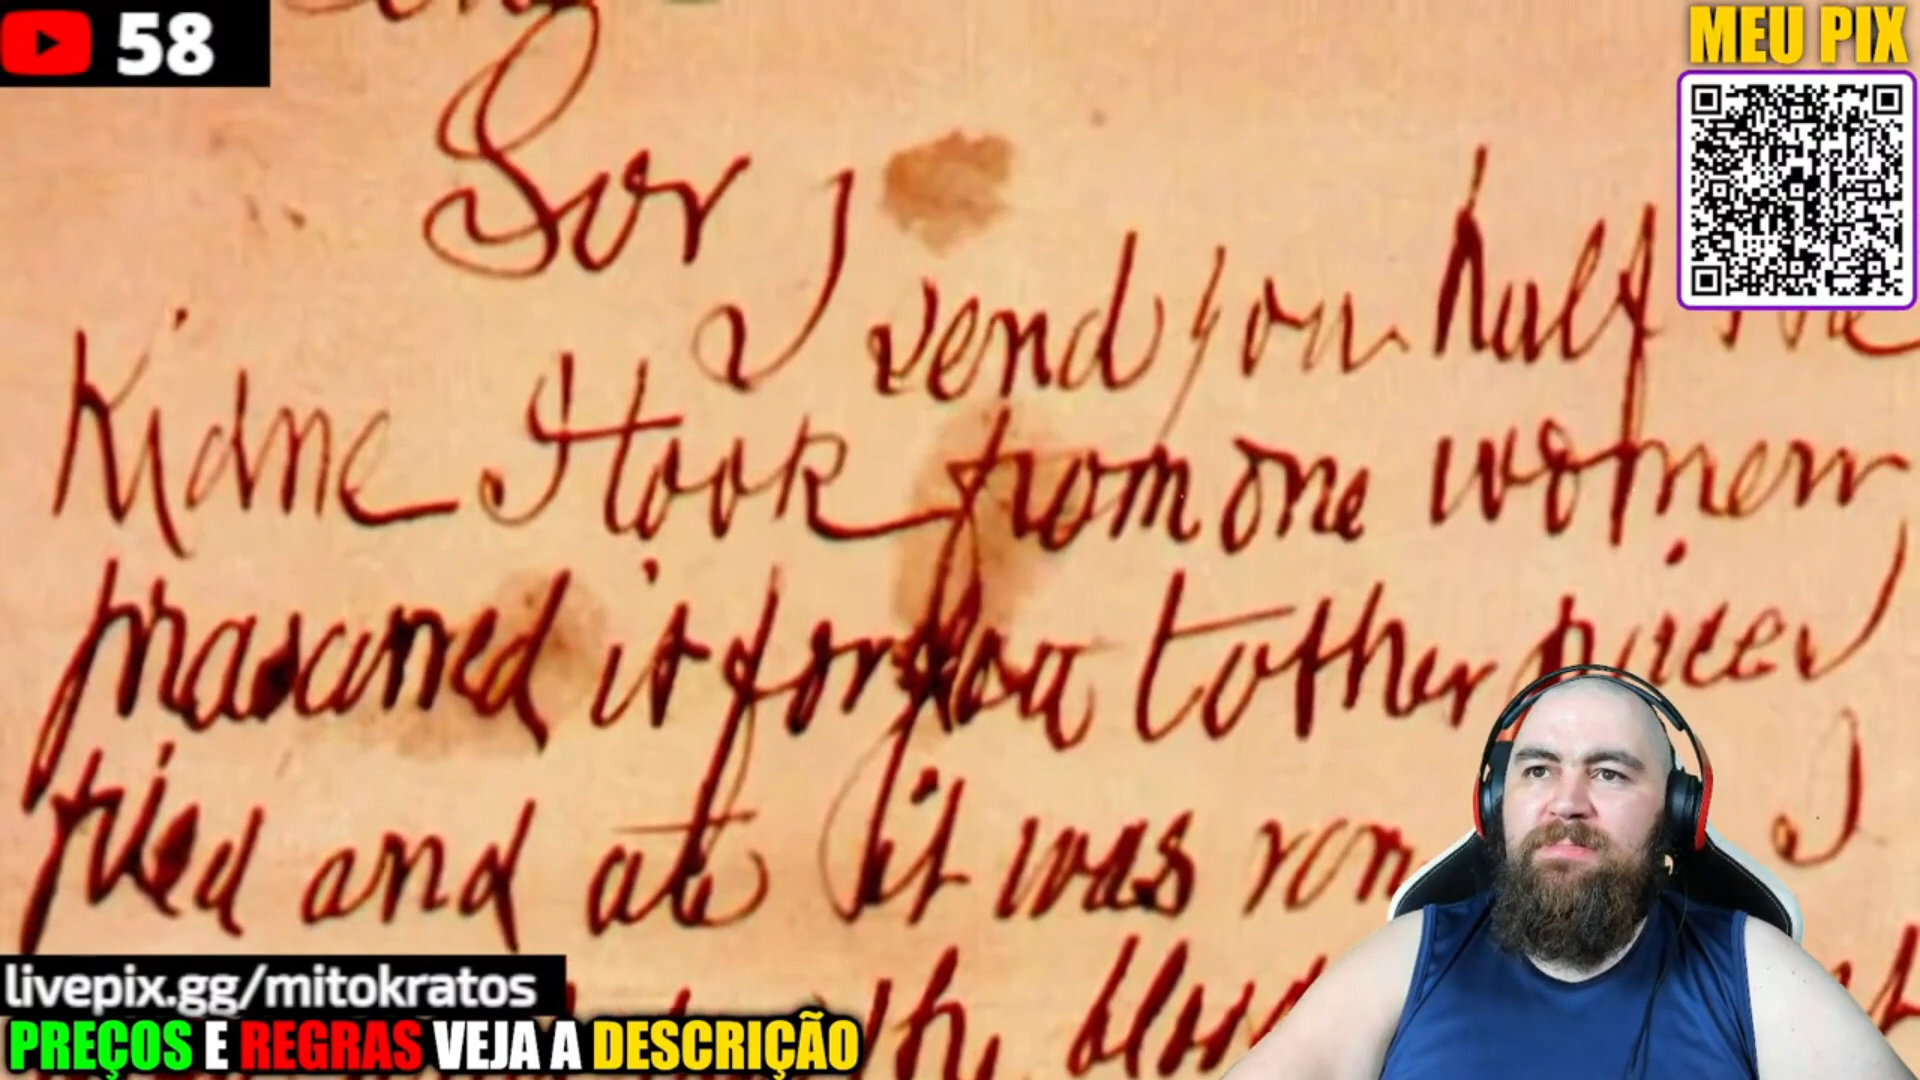 58
MEU PIX
Sor
I send you half the
Kidne I took from one women
prasarved it for you tother piece I
fried and ate it was
bloo
livepix.gg/mitokratos
PREÇOS E REGRAS VEJA A DESCRIÇÃO